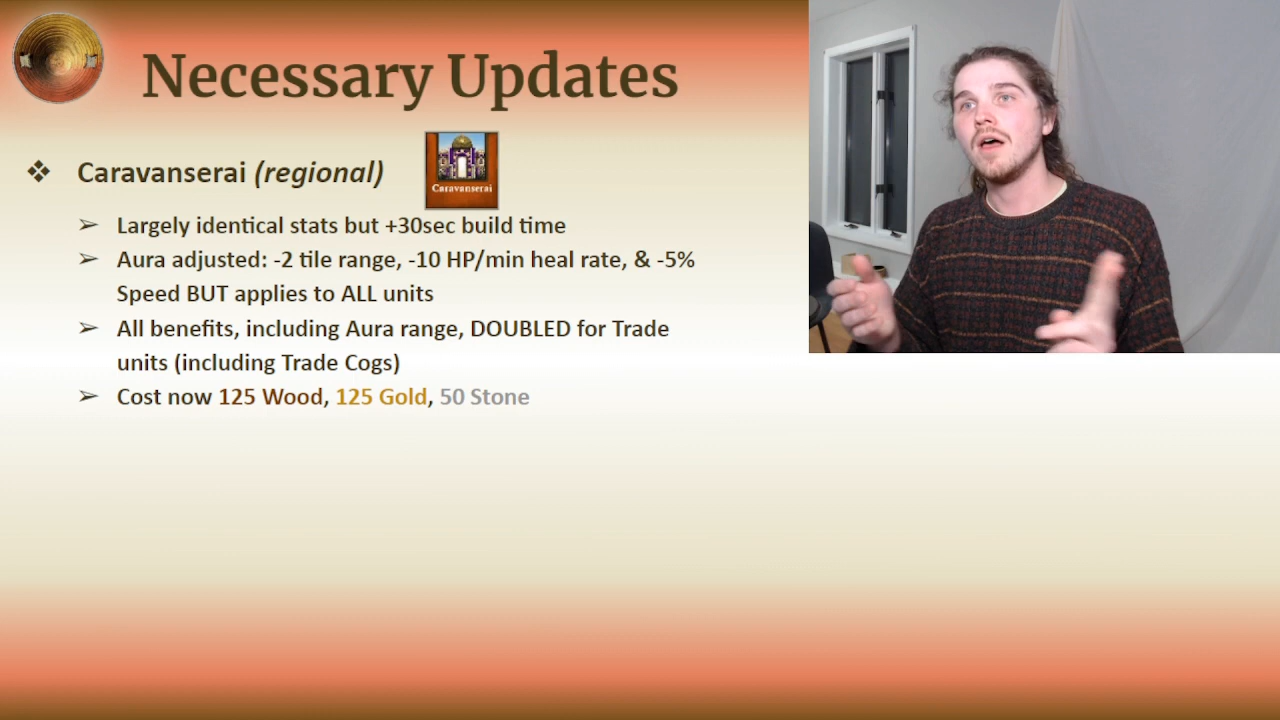 Necessary Updates
❖ Caravanserai (regional)
Caravanserai
➢ Largely identical stats but +30sec build time
➢ Aura adjusted: -2 tile range, -10 HP/min heal rate, & -5%
Speed BUT applies to ALL units
➢ All benefits, including Aura range, DOUBLED for Trade
units (including Trade Cogs)
➢ Cost now 125 Wood, 125 Gold, 50 Stone